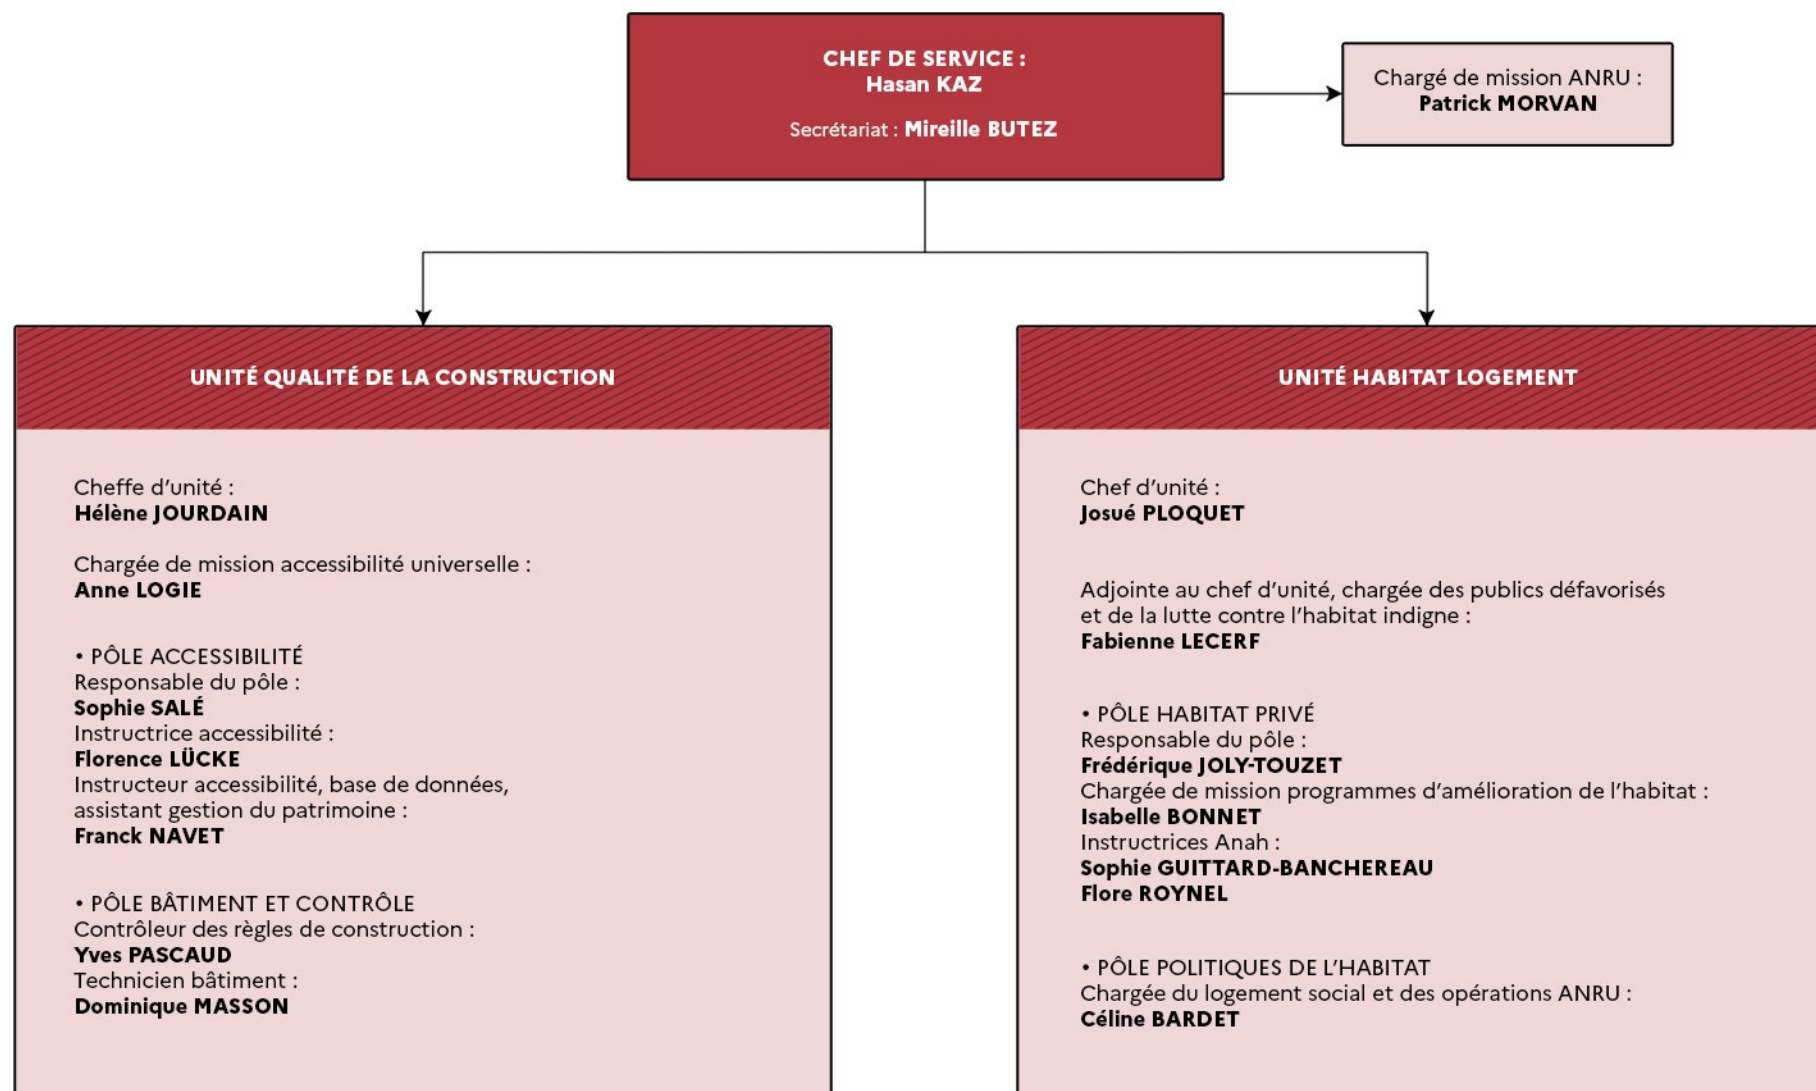 CHEF DE SERVICE :
Hasan KAZ
Secrétariat : Mireille BUTEZ
Chargé de mission ANRU :
Patrick MORVAN
UNITÉ QUALITÉ DE LA CONSTRUCTION
Cheffe d’unité :
Hélène JOURDAIN
Chargée de mission accessibilité universelle :
Anne LOGIE
• PÔLE ACCESSIBILITÉ
Responsable du pôle :
Sophie SALÉ
Instructrice accessibilité :
Florence LÜCKE
Instructeur accessibilité, base de données,
assistant gestion du patrimoine :
Franck NAVET
• PÔLE BÂTIMENT ET CONTRÔLE
Contrôleur des règles de construction :
Yves PASCAUD
Technicien bâtiment :
Dominique MASSON
UNITÉ HABITAT LOGEMENT
Chef d’unité :
Josué PLOQUET
Adjointe au chef d’unité, chargée des publics défavorisés
et de la lutte contre l’habitat indigne :
Fabienne LECERF
• PÔLE HABITAT PRIVÉ
Responsable du pôle :
Frédérique JOLY-TOUZET
Chargée de mission programmes d’amélioration de l’habitat :
Isabelle BONNET
Instructrices Anah :
Sophie GUITTARD-BANCHEREAU
Flore ROYNEL
• PÔLE POLITIQUES DE L’HABITAT
Chargée du logement social et des opérations ANRU :
Céline BARDET